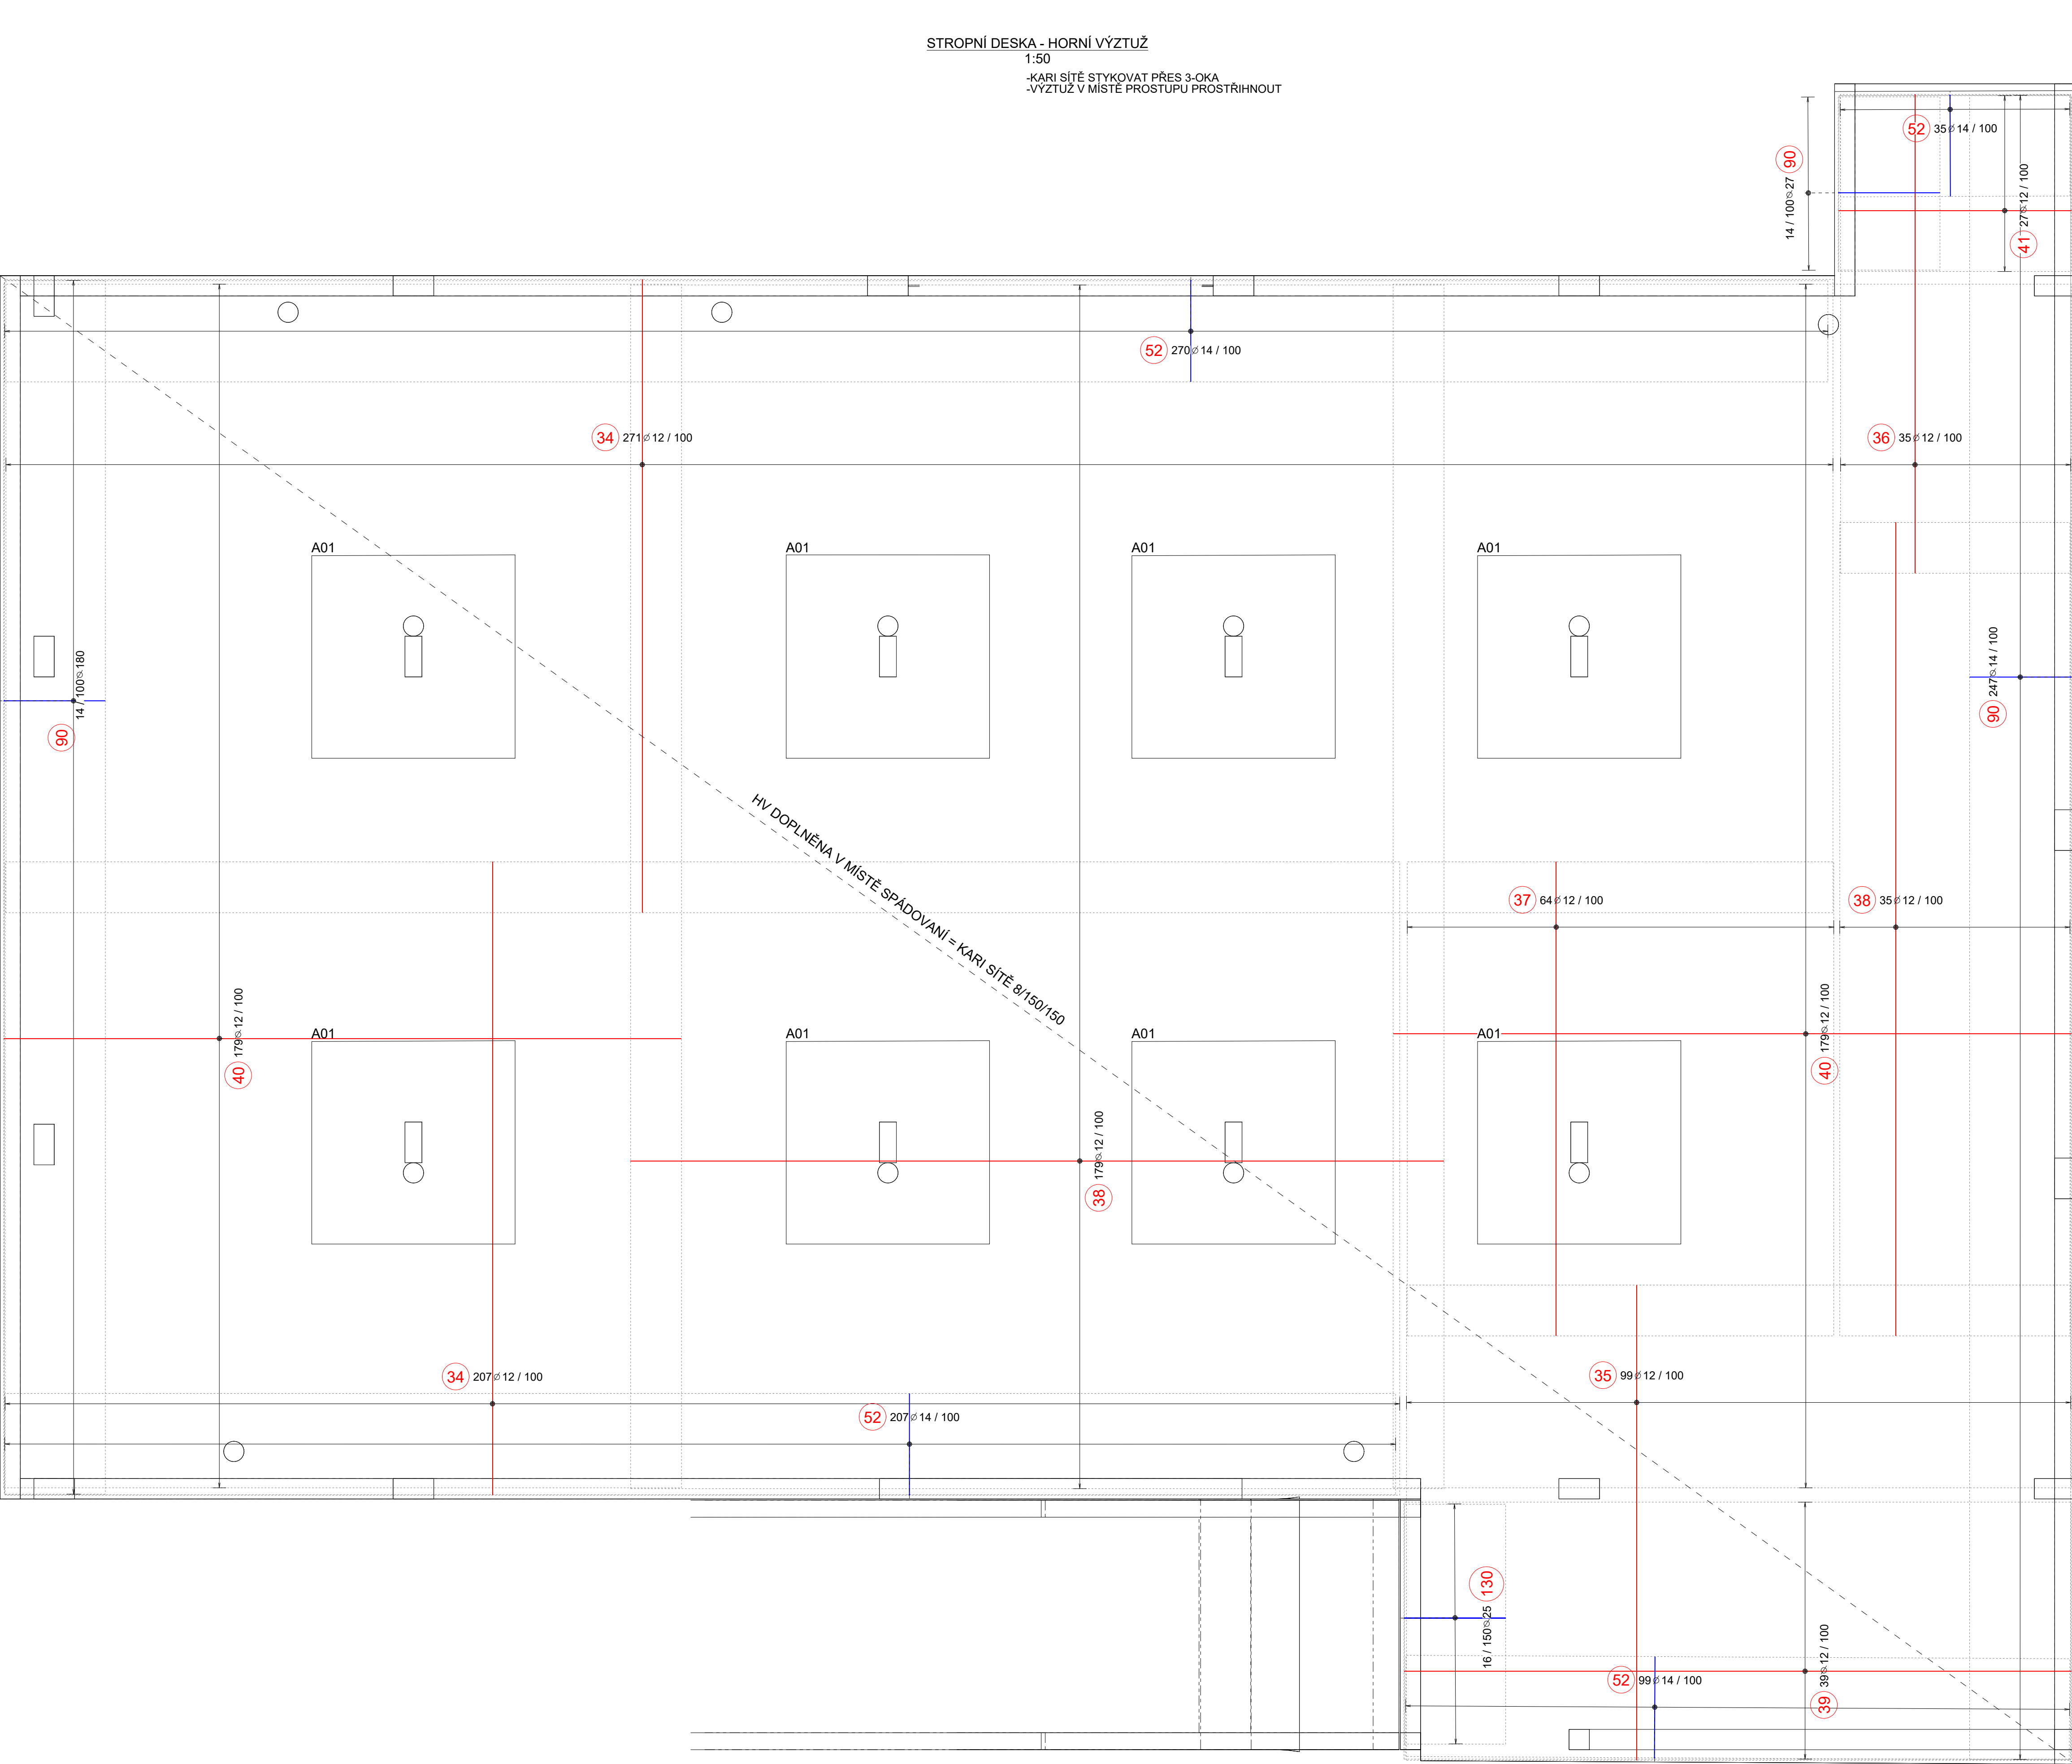 STROPNÍ DESKA - HORNÍ VÝZTUŽ
1:50
-KARI SÍTĚ STYKOVAT PŘES 3-OKA
-VÝZTUŽ V MÍSTĚ PROSTUPU PROSTŘIHNOUT
52 35⌀14 / 100
90 14 / 100⌀27
41 27⌀12 / 100
52 270⌀14 / 100
34 271⌀12 / 100
36 35⌀12 / 100
A01
A01
A01
A01
90 14 / 100⌀180
90 247⌀14 / 100
HV DOPLNĚNA V MÍSTĚ SPÁDOVANÍ = KARI SÍTĚ 8/150/150
37 64⌀12 / 100
38 35⌀12 / 100
40 179⌀12 / 100
40 179⌀12 / 100
A01
A01
A01
A01
38 179⌀12 / 100
34 207⌀12 / 100
35 99⌀12 / 100
52 207⌀14 / 100
130 16 / 150⌀25
52 99⌀14 / 100
39 39⌀12 / 100